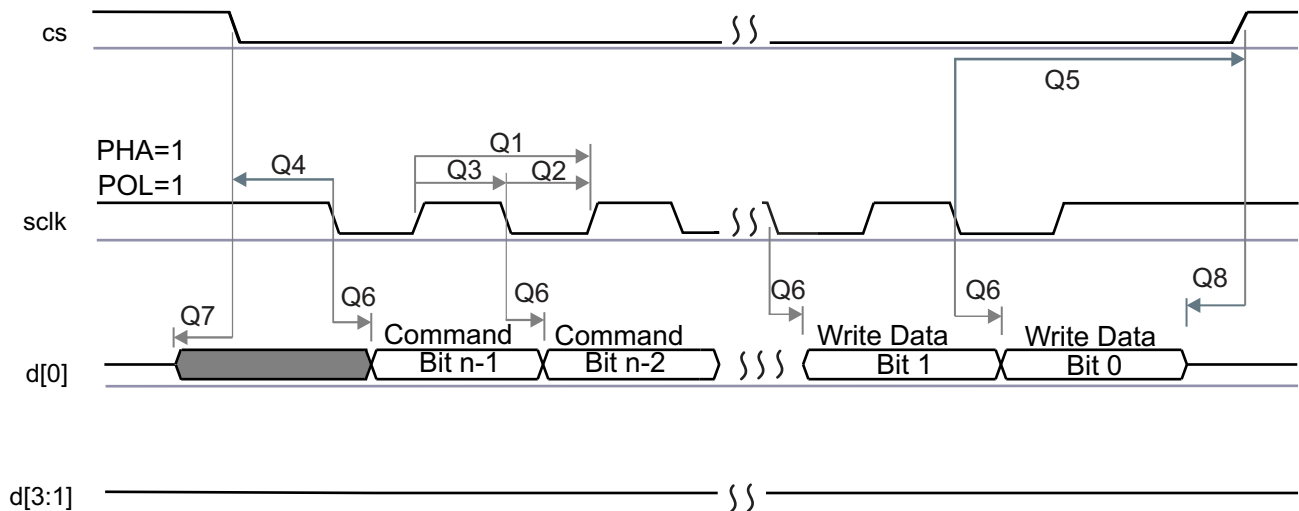 cs
Q5
PHA=1
Q1
Q4
Q3
Q2
POL=1
sclk
Q7
Q6
Q6
Q6
Q6
Q8
Command
Command
Write Data
Write Data
d[0]
Bit n-1
Bit n-2
Bit 1
Bit 0
d[3:1]